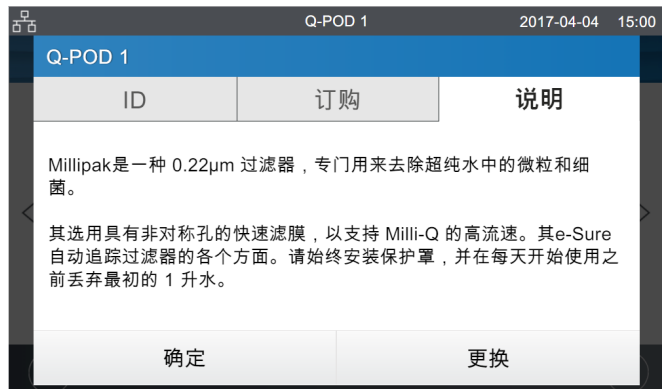 Q-POD 1 2017-04-04 15:00
Q-POD 1
ID 订购 说明
Millipak是一种 0.22μm 过滤器，专门用来去除超纯水中的微粒和细
菌。
其选用具有非对称孔的快速滤膜，以支持 Milli-Q 的高流速。其e-Sure
自动追踪过滤器的各个方面。请始终安装保护罩，并在每天开始使用之
前丢弃最初的 1 升水。
确定 更换